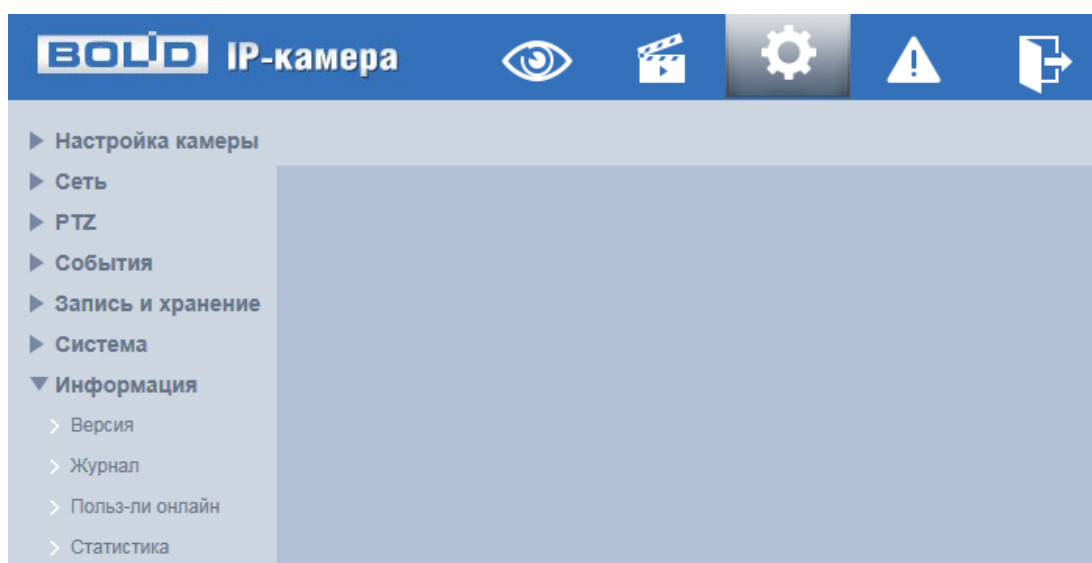 BOLID IP-камера
Настройка камеры
Сеть
PTZ
События
Запись и хранение
Система
Информация
Версия
Журнал
Польз-ли онлайн
Статистика